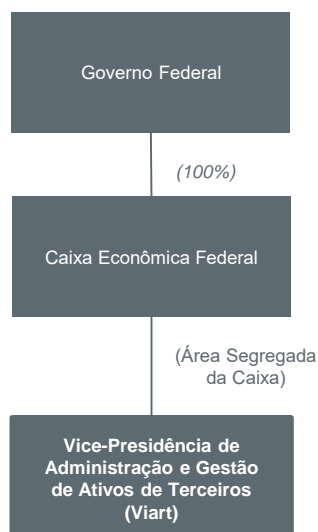 Governo Federal
(100%)
Caixa Econômica Federal
(Área Segregada
da Caixa)
Vice-Presidência de
Administração e Gestão
de Ativos de Terceiros
(Viart)